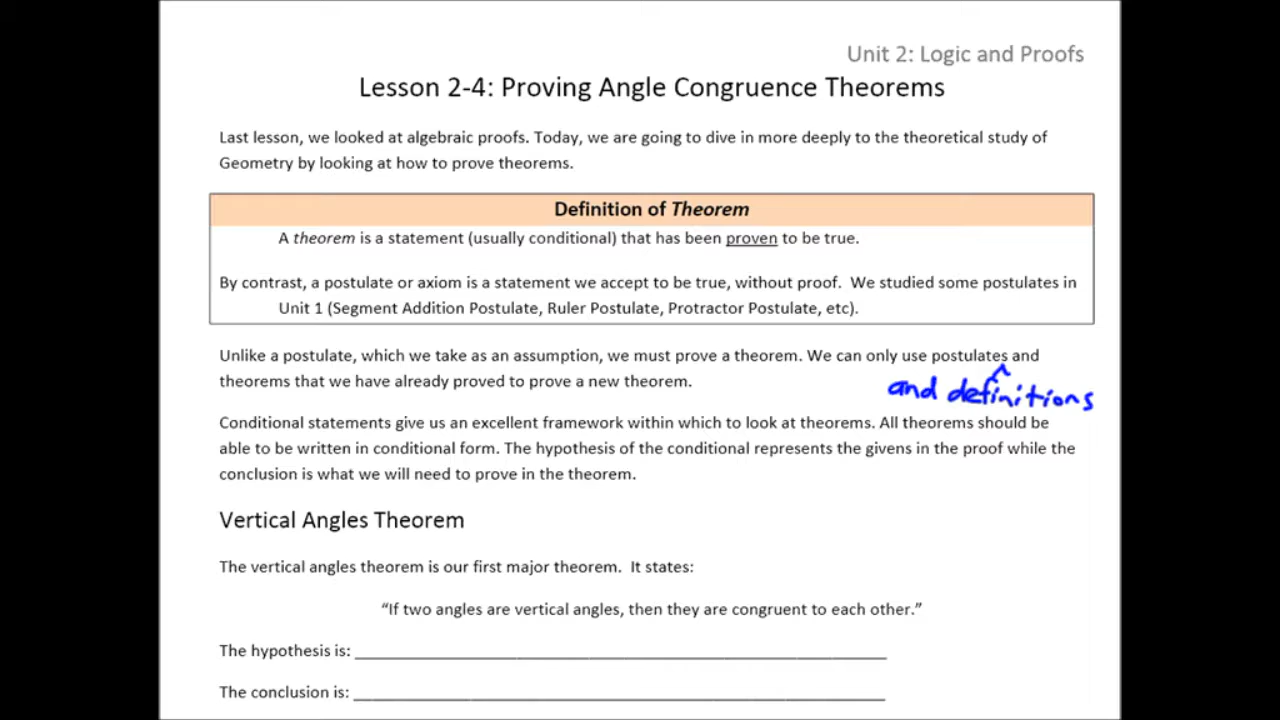 Unit 2: Logic and Proofs
Lesson 2-4: Proving Angle Congruence Theorems
Last lesson, we looked at algebraic proofs. Today, we are going to dive in more deeply to the theoretical study of
Geometry by looking at how to prove theorems.
Definition of Theorem
A theorem is a statement (usually conditional) that has been proven to be true.
By contrast, a postulate or axiom is a statement we accept to be true, without proof. We studied some postulates in
Unit 1 (Segment Addition Postulate, Ruler Postulate, Protractor Postulate, etc).
Unlike a postulate, which we take as an assumption, we must prove a theorem. We can only use postulates and
theorems that we have already proved to prove a new theorem.
and definitions
Conditional statements give us an excellent framework within which to look at theorems. All theorems should be
able to be written in conditional form. The hypothesis of the conditional represents the givens in the proof while the
conclusion is what we will need to prove in the theorem.
Vertical Angles Theorem
The vertical angles theorem is our first major theorem. It states:
“If two angles are vertical angles, then they are congruent to each other.”
The hypothesis is: ____________________
The conclusion is: ____________________